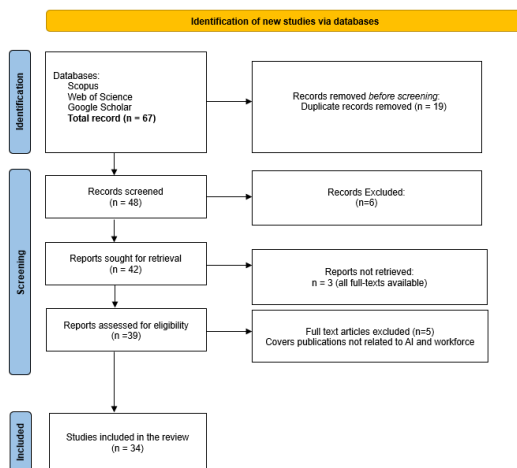 Identification of new studies via databases
Identification
Databases:
Scopus
Web of Science
Google Scholar
Total record (n = 67)
Records removed before screening:
Duplicate records removed (n = 19)
Screening
Records screened
(n = 48)
Records Excluded:
(n=6)
Reports sought for retrieval
(n = 42)
Reports not retrieved:
n = 3 (all full-texts available)
Reports assessed for eligibility
(n =39)
Full text articles excluded (n=5)
Covers publications not related to AI and workforce
Included
Studies included in the review
(n = 34)